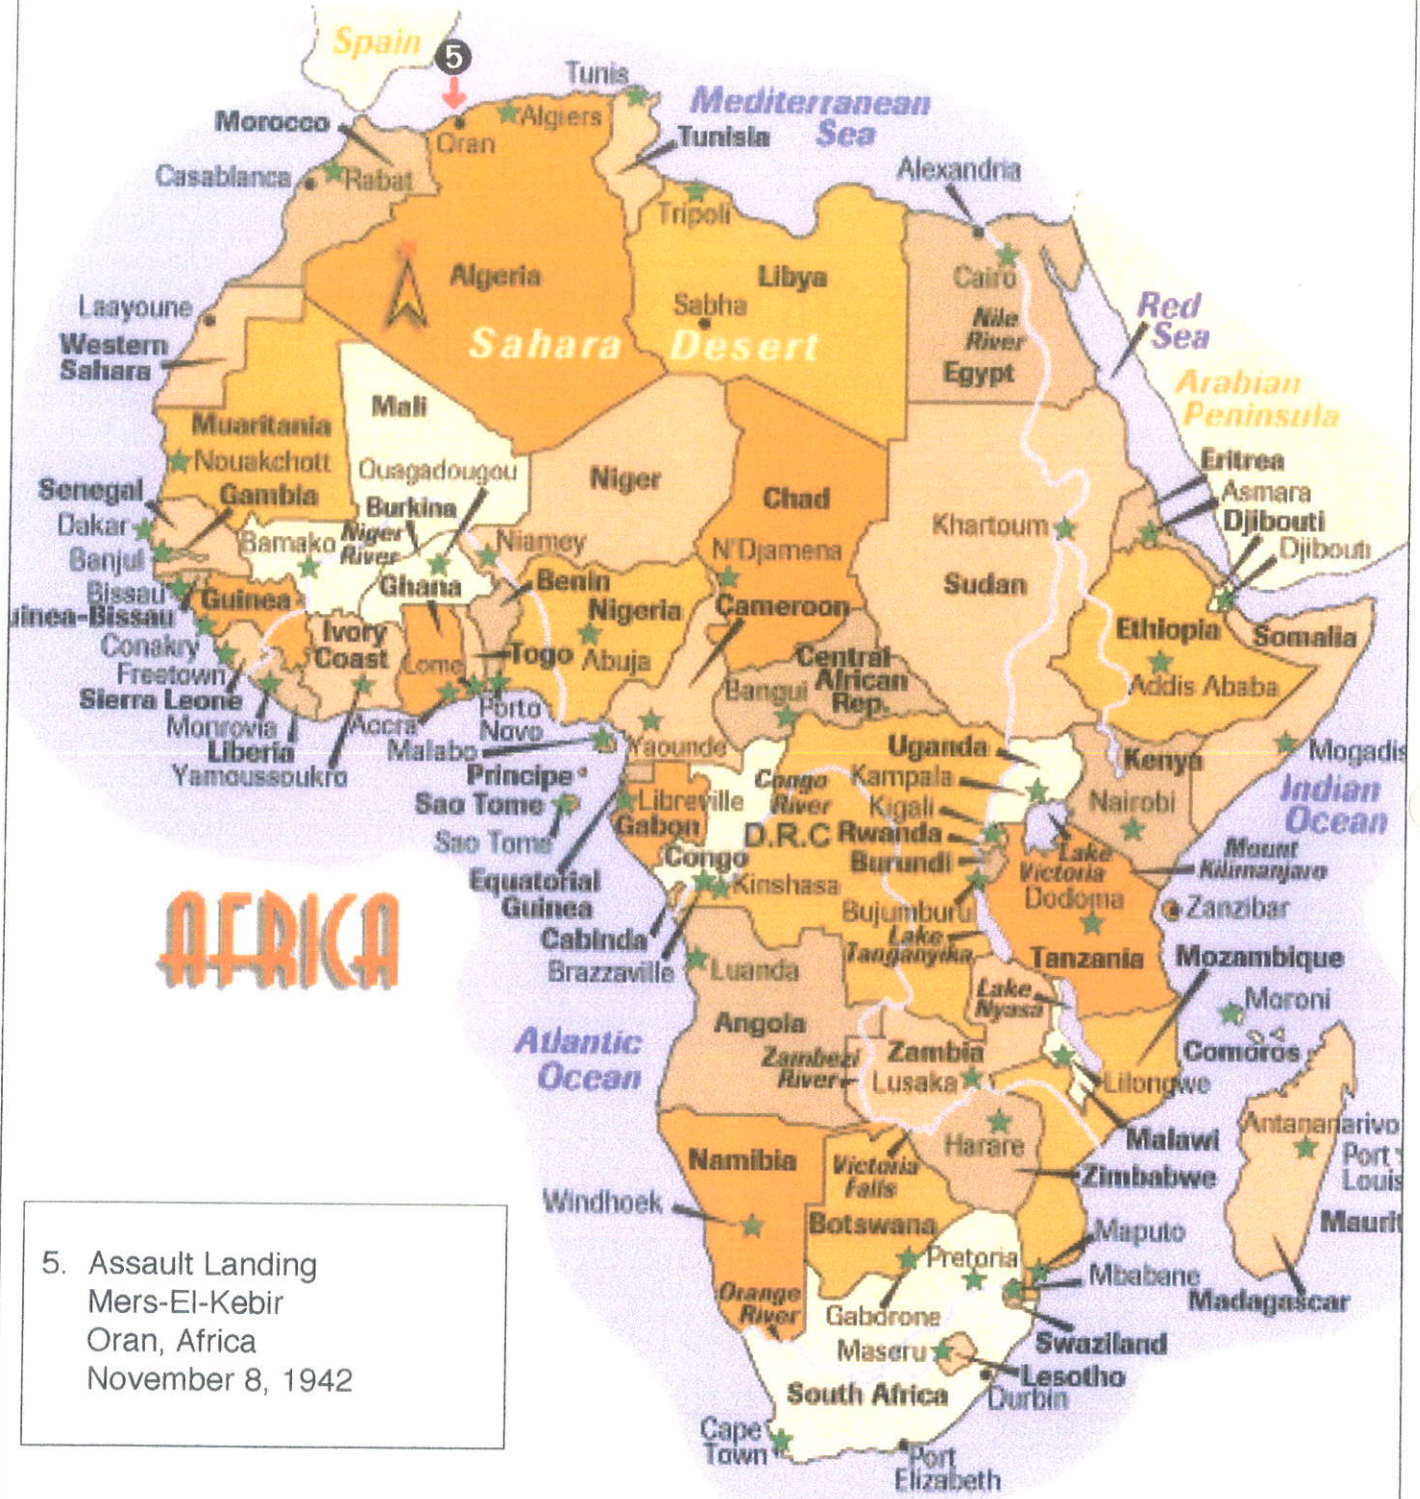 Spain
5
Tunis
Mediterranean
Sea
Algiers
Morocco
Oran
Tunisia
Alexandria
Casablanca
Rabat
Tripoli
Algeria
Libya
Cairo
Laayoune
Sabha
Nile
River
Red
Sea
Western
Sahara
Sahara Desert
Egypt
Arabian
Peninsula
Mali
Muaritania
Nouakchott
Ouagadougou
Niger
Chad
Eritrea
Asmara
Senegal
Gambia
Burkina
Djibouti
Dakar
Niger
River
Khartoum
Djibouti
Banjul
Bamako
Niamey
N'Djamena
Bissau
Guinea
Ghana
Benin
Nigeria
Cameroon
Sudan
uinea-Bissau
Ivory
Coast
Ethiopia
Somalia
Conakry
Lome
Togo
Abuja
Central
African
Rep.
Freetown
Bangui
Addis Ababa
Sierra Leone
Porto
Novo
Monrovia
Accra
Liberia
Malabo
Yaounde
Uganda
Kenya
Mogadis
Yamoussoukro
Principe
Congo
River
Kampala
Indian
Ocean
Sao Tome
Libreville
Kigali
Nairobi
Sao Tome
Gabon
D.R.C
Rwanda
Congo
Burundi
Lake
Victoria
Mount
Kilimanjaro
Equatorial
Guinea
Kinshasa
Dodoma
AFRICA
Bujumburu
Zanzibar
Cabinda
Lake
Tanganyika
Brazzaville
Luanda
Tanzania
Mozambique
Lake
Nyasa
Moroni
Angola
Atlantic
Ocean
Zambezi
River
Zambia
Lusaka
Comoros
Lilongwe
Harare
Malawi
Antananarivo
Namibia
Victoria
Falls
Zimbabwe
Port
Louis
Windhoek
Botswana
Maurit
Maputo
Pretoria
Mbabane
Orange
River
Gaborone
Madagascar
Maseru
Swaziland
Lesotho
South Africa
Durbin
Cape
Town
Port
Elizabeth
5. Assault Landing
Mers-El-Kebir
Oran, Africa
November 8, 1942